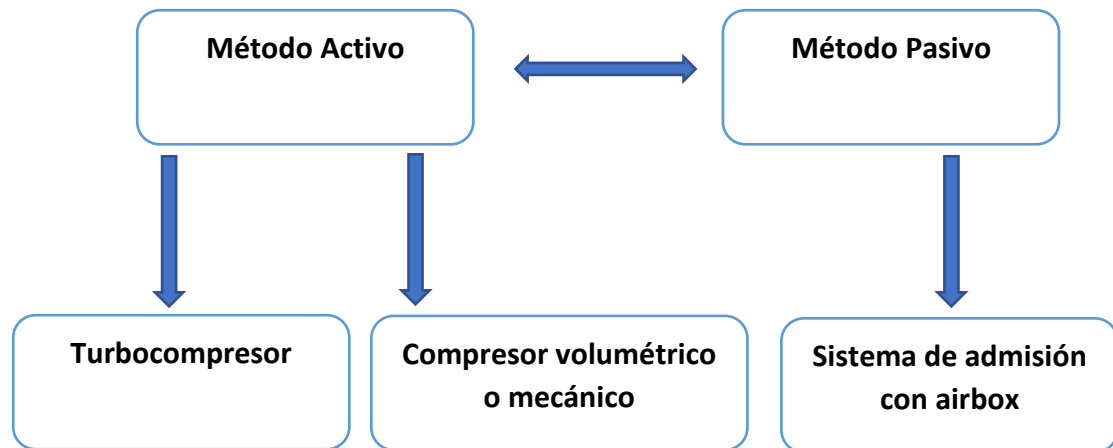 Método Activo
Método Pasivo
Turbocompresor
Compresor volumétrico
o mecánico
Sistema de admisión
con airbox